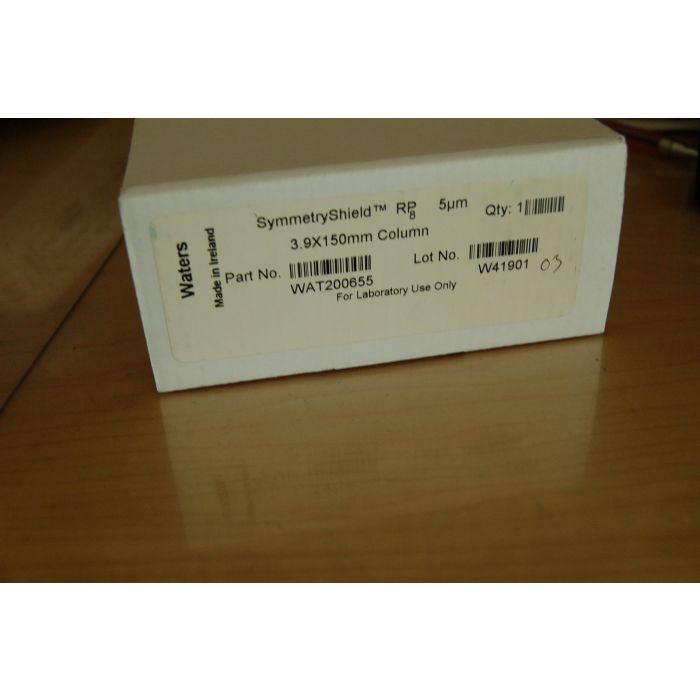 Waters
Made in Ireland
SymmetryShield™ RP8 5µm Qty: 1
3.9X150mm Column
Part No. Lot No.
WAT200655 W41901 03
For Laboratory Use Only